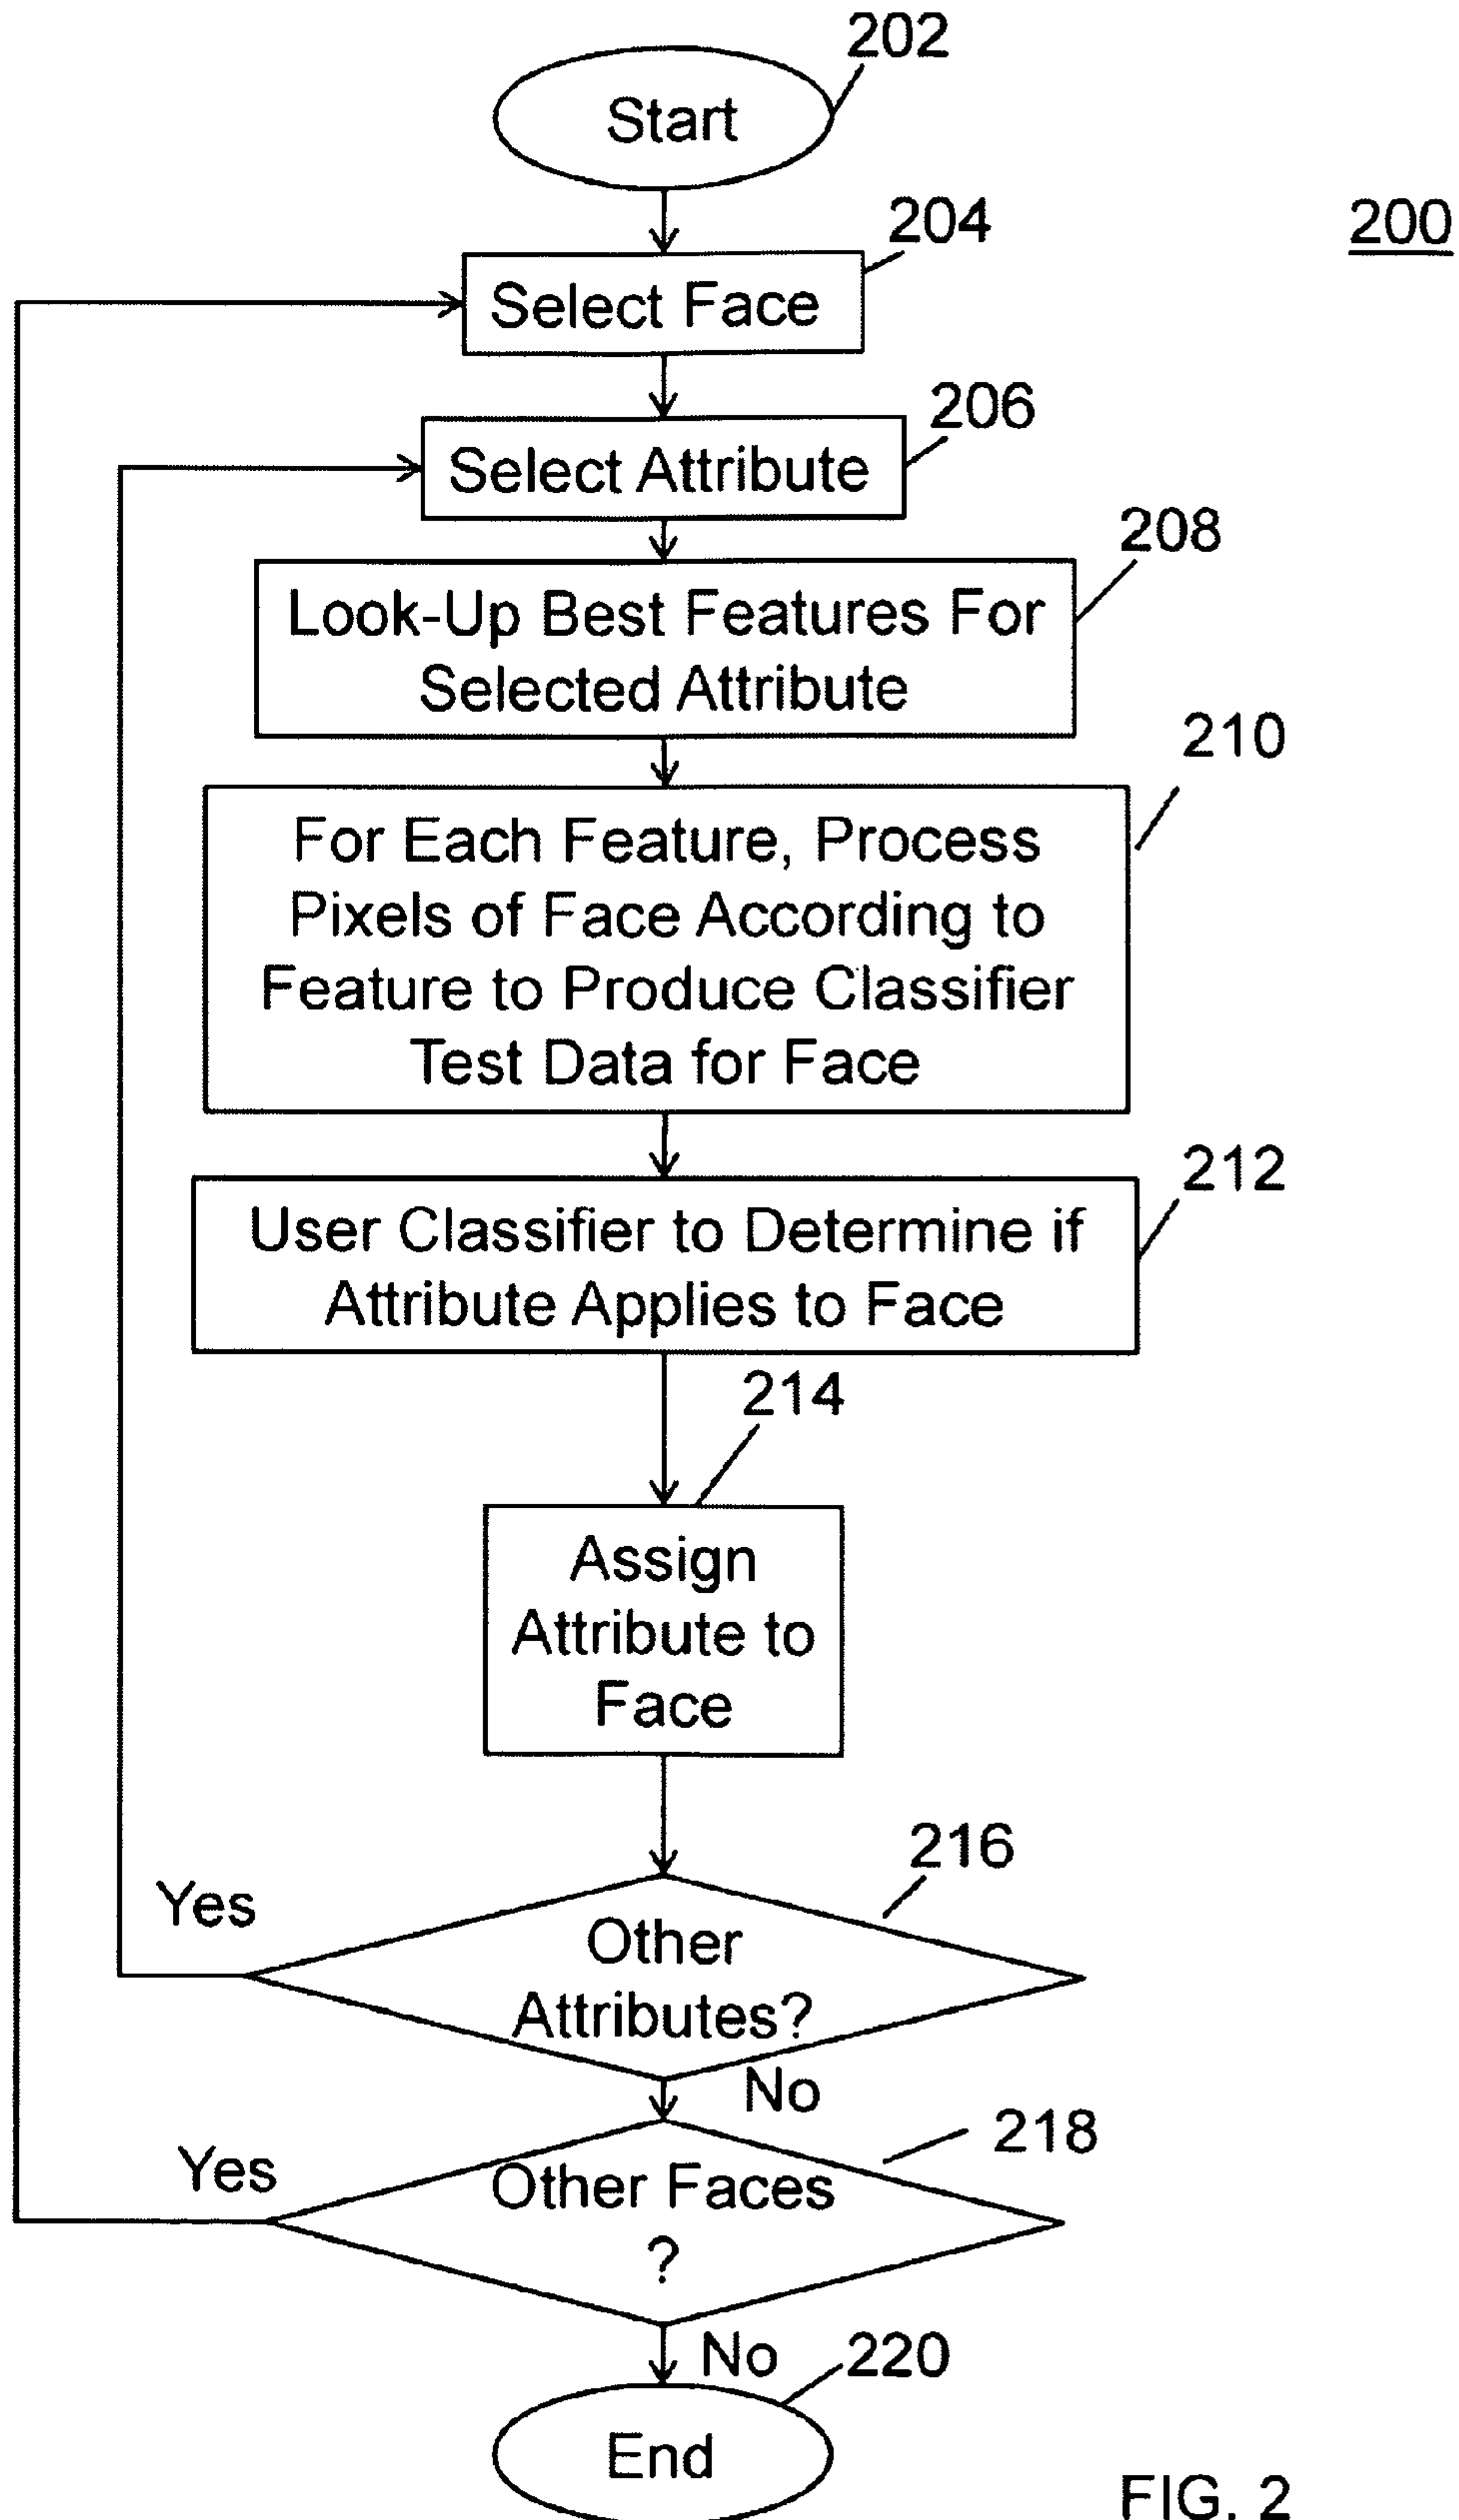 202
Start
204
200
Select Face
206
Select Attribute
208
Look-Up Best Features For
Selected Attribute
210
For Each Feature, Process
Pixels of Face According to
Feature to Produce Classifier
Test Data for Face
212
User Classifier to Determine if
Attribute Applies to Face
214
Assign
Attribute to
Face
216
Yes
Other
Attributes?
No
218
Yes
Other Faces
?
No
220
End
FIG. 2